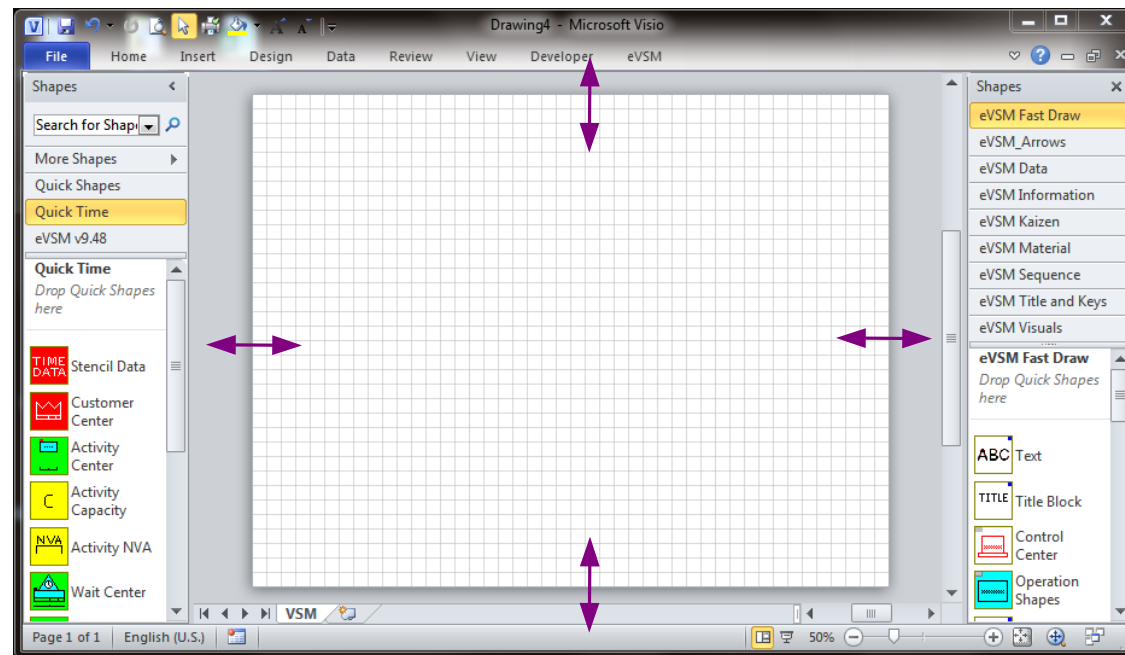 Drawing4 - Microsoft Visio
File Home Insert Design Data Review View Developer eVSM
Shapes
Search for Shap
More Shapes
Quick Shapes
Quick Time
eVSM v9.48
Quick Time
Drop Quick Shapes
here
TIME
DATA
Stencil Data
Customer
Center
Activity
Center
C
Activity
Capacity
NVA
Activity NVA
Wait Center
VSM
Shapes
eVSM Fast Draw
eVSM_Arrows
eVSM Data
eVSM Information
eVSM Kaizen
eVSM Material
eVSM Sequence
eVSM Title and Keys
eVSM Visuals
eVSM Fast Draw
Drop Quick Shapes
here
ABC Text
TITLE Title Block
Control
Center
Operation
Shapes
Page 1 of 1 English (U.S.) 50%